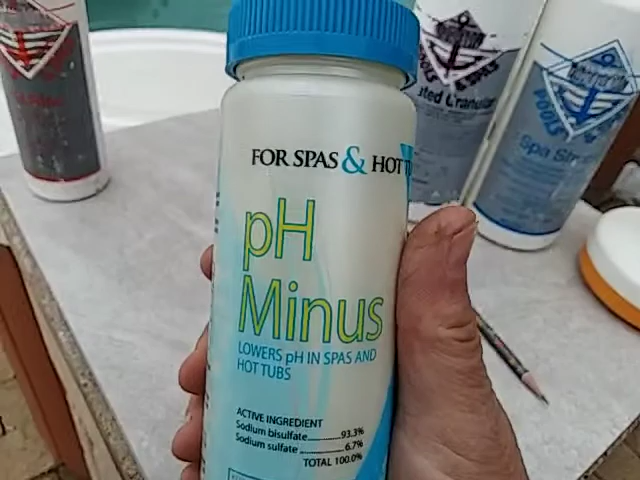 FOR SPAS & HOT
pH
Minus
LOWERS pH IN SPAS AND
HOT TUBS
ACTIVE INGREDIENT
Sodium bisulfate..............93.3%
Sodium sulfate..............6.7%
TOTAL 100.0%
POOLS
Spa